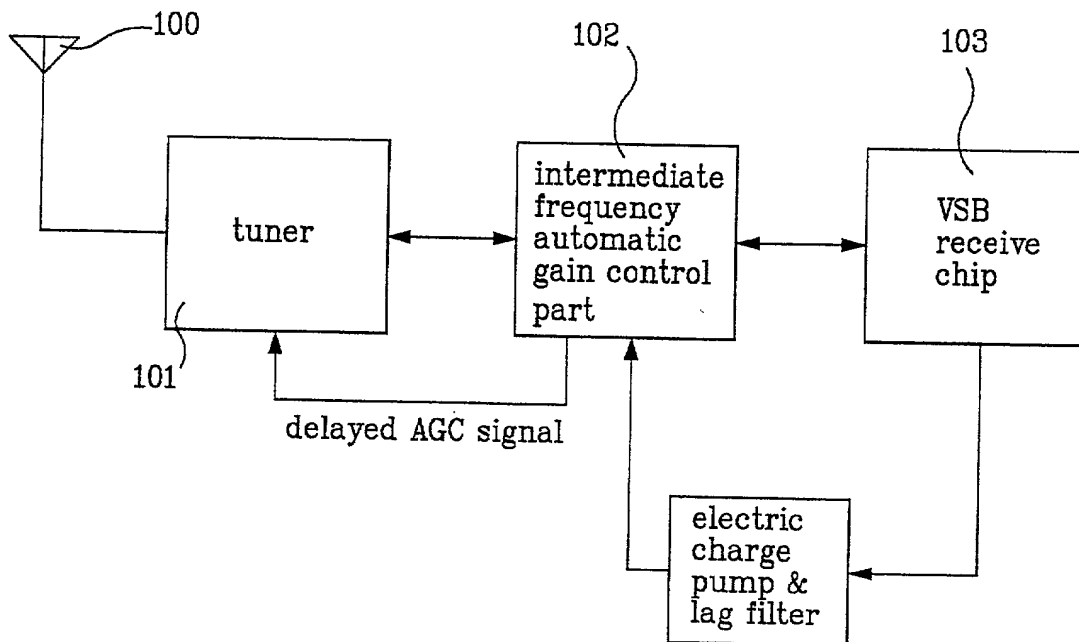 100
102
103
tuner
intermediate
frequency
automatic
gain control
part
VSB
receive
chip
101
delayed AGC signal
electric
charge
pump &
lag filter